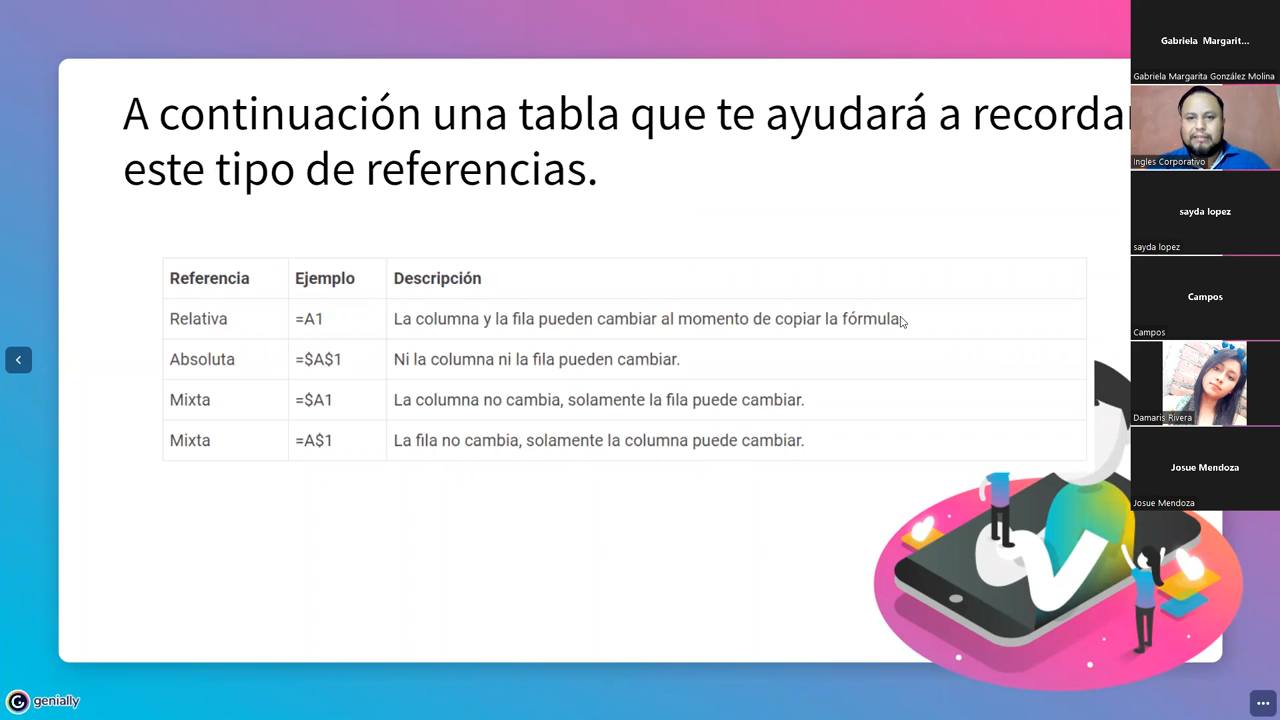 A continuación una tabla que te ayudará a recordar
este tipo de referencias.
Referencia Ejemplo Descripción
Relativa =A1 La columna y la fila pueden cambiar al momento de copiar la fórmula
Absoluta =$A$1 Ni la columna ni la fila pueden cambiar.
Mixta =$A1 La columna no cambia, solamente la fila puede cambiar.
Mixta =A$1 La fila no cambia, solamente la columna puede cambiar.
genially
Gabriela Margarit...
Gabriela Margarita González Molina
Ingles Corporativo
sayda lopez
sayda lopez
Campos
Campos
Damaris Rivera
Josue Mendoza
Josue Mendoza